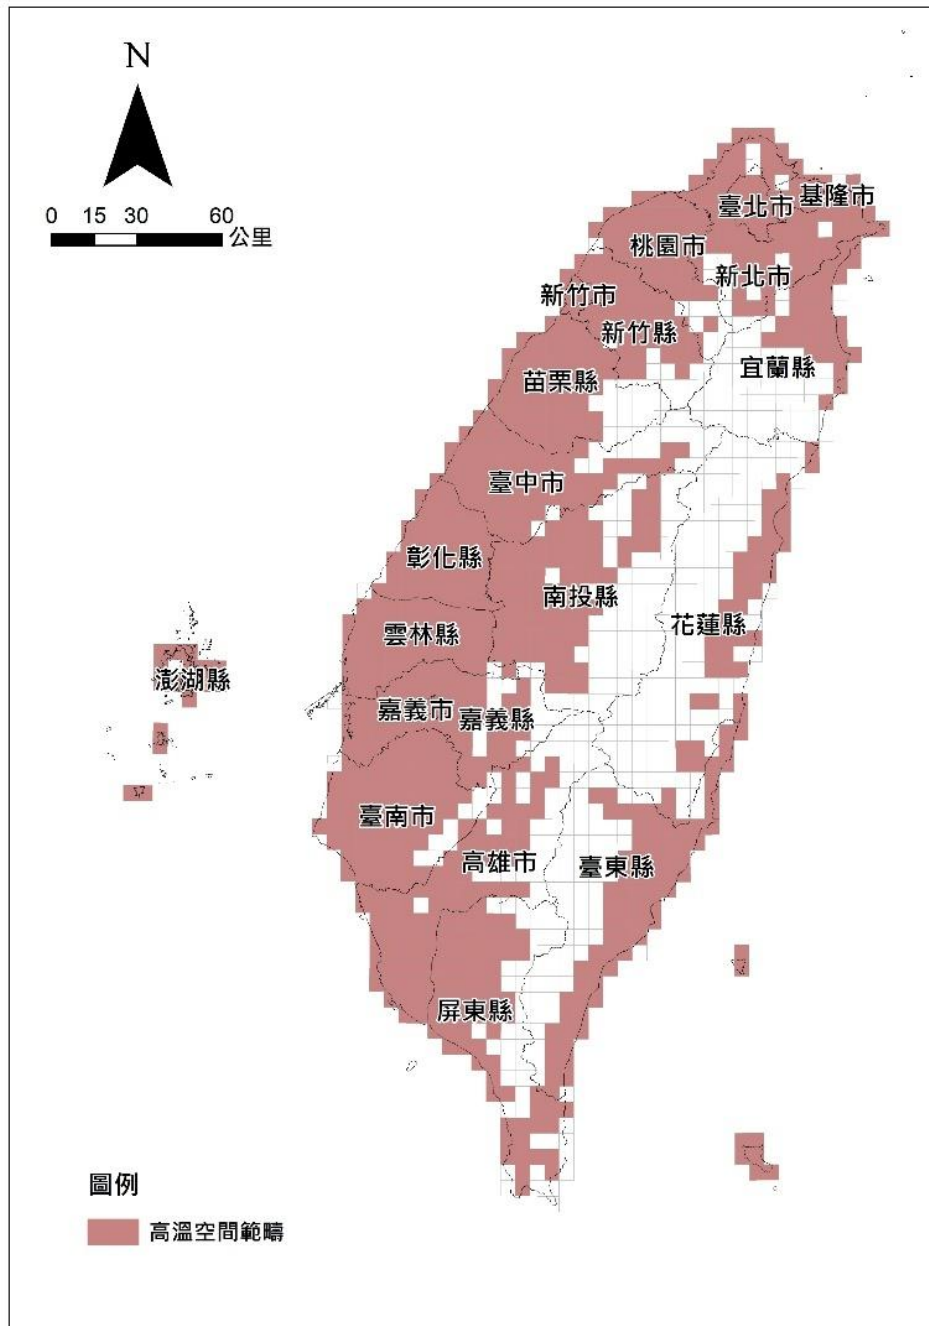 N
0 15 30 60
公里
基隆市
臺北市
桃園市
新北市
新竹市
新竹縣
宜蘭縣
苗栗縣
臺中市
彰化縣
南投縣
花蓮縣
雲林縣
澎湖縣
嘉義市
嘉義縣
臺南市
高雄市
臺東縣
屏東縣
圖例
高溫空間範疇